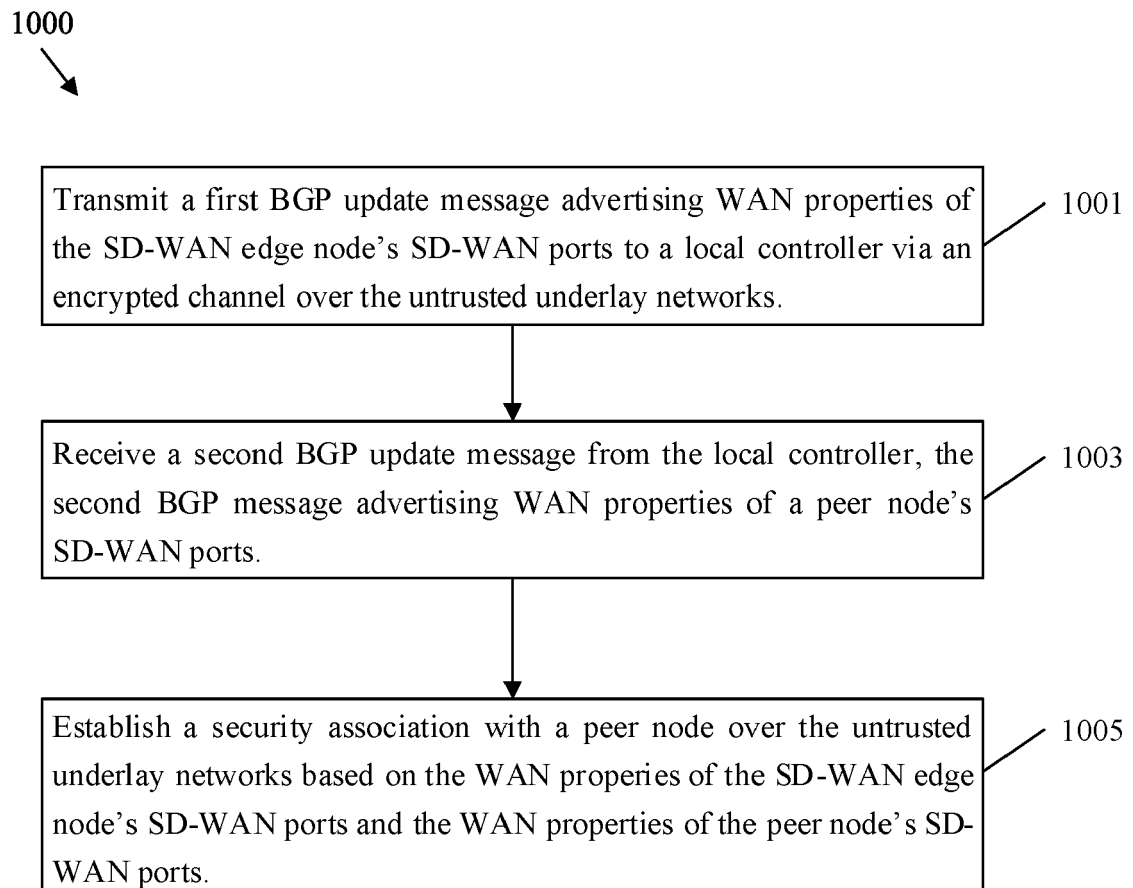 1000
Transmit a first BGP update message advertising WAN properties of
the SD-WAN edge node's SD-WAN ports to a local controller via an
encrypted channel over the untrusted underlay networks.
1001
Receive a second BGP update message from the local controller, the
second BGP message advertising WAN properties of a peer node's
SD-WAN ports.
1003
Establish a security association with a peer node over the untrusted
underlay networks based on the WAN properies of the SD-WAN edge
node's SD-WAN ports and the WAN properties of the peer node's SD-
WAN ports.
1005